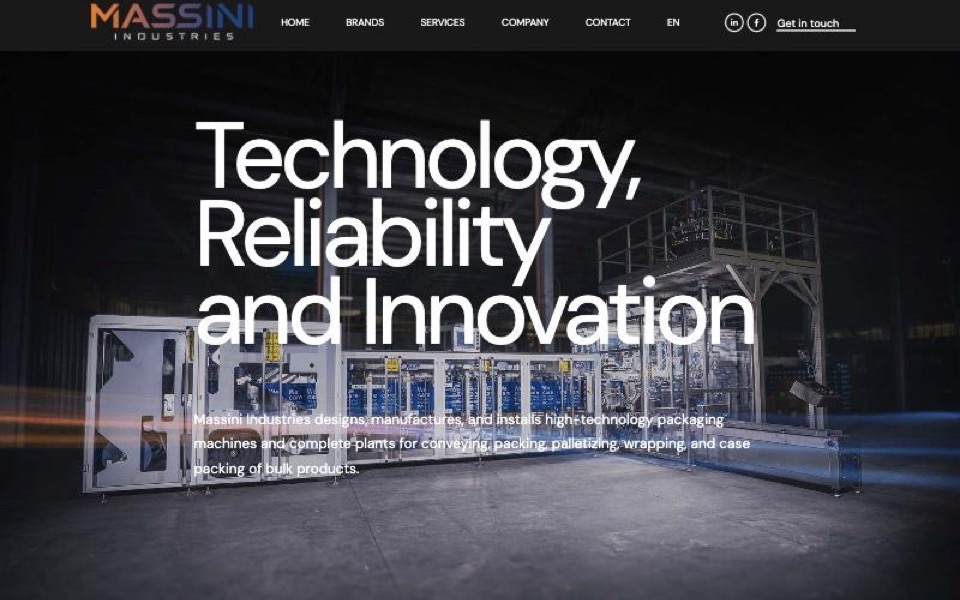 MASSINI
INDUSTRIES
HOME BRANDS SERVICES COMPANY CONTACT EN in f Get in touch
Technology,
Reliability
and Innovation
Massini Industries designs, manufactures, and installs high-technology packaging
machines and complete plants for conveying, packing, palletizing, wrapping, and case
packing of bulk products.